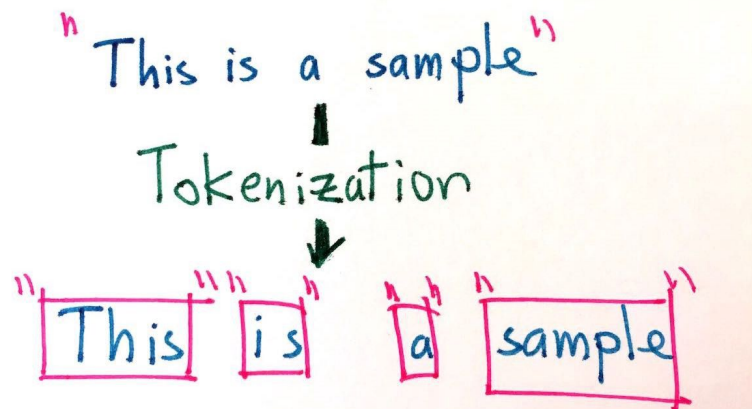 "This is a sample"
Tokenization
"This" "is" "a" "sample"